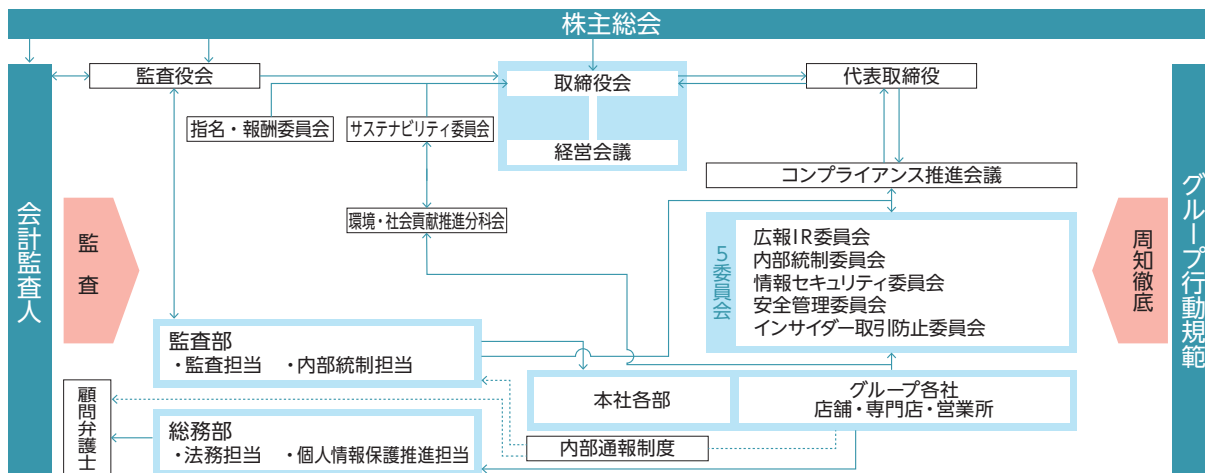 株主総会
監査役会
取締役会
代表取締役
指名・報酬委員会
サステナビリティ委員会
経営会議
コンプライアンス推進会議
会計監査人
監査
環境・社会貢献推進分科会
5委員会
広報IR委員会
内部統制委員会
情報セキュリティ委員会
安全管理委員会
インサイダー取引防止委員会
周知徹底
グループ行動規範
監査部
・監査担当 ・内部統制担当
本社各部
グループ各社
店舗・専門店・営業所
顧問弁護士
総務部
・法務担当 ・個人情報保護推進担当
内部通報制度